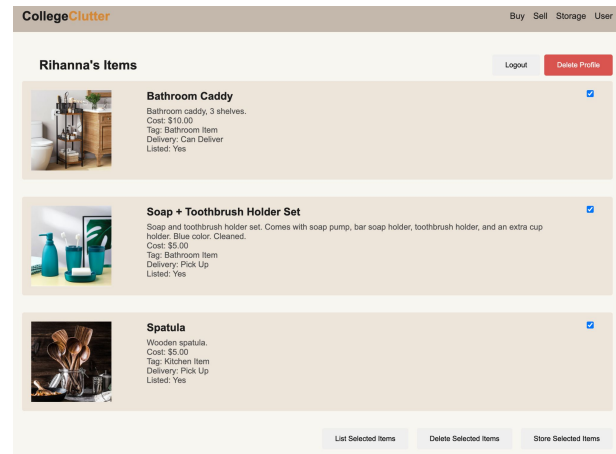 CollegeClutter
Buy Sell Storage User
Rihanna's Items
Logout
Delete Profile
Bathroom Caddy
Bathroom caddy, 3 shelves.
Cost: $10.00
Tag: Bathroom Item
Delivery: Can Deliver
Listed: Yes
Soap + Toothbrush Holder Set
Soap and toothbrush holder set. Comes with soap pump, bar soap holder, toothbrush holder, and an extra cup
holder. Blue color. Cleaned.
Cost: $5.00
Tag: Bathroom Item
Delivery: Pick Up
Listed: Yes
Spatula
Wooden spatula.
Cost: $5.00
Tag: Kitchen Item
Delivery: Pick Up
Listed: Yes
List Selected Items
Delete Selected Items
Store Selected Items